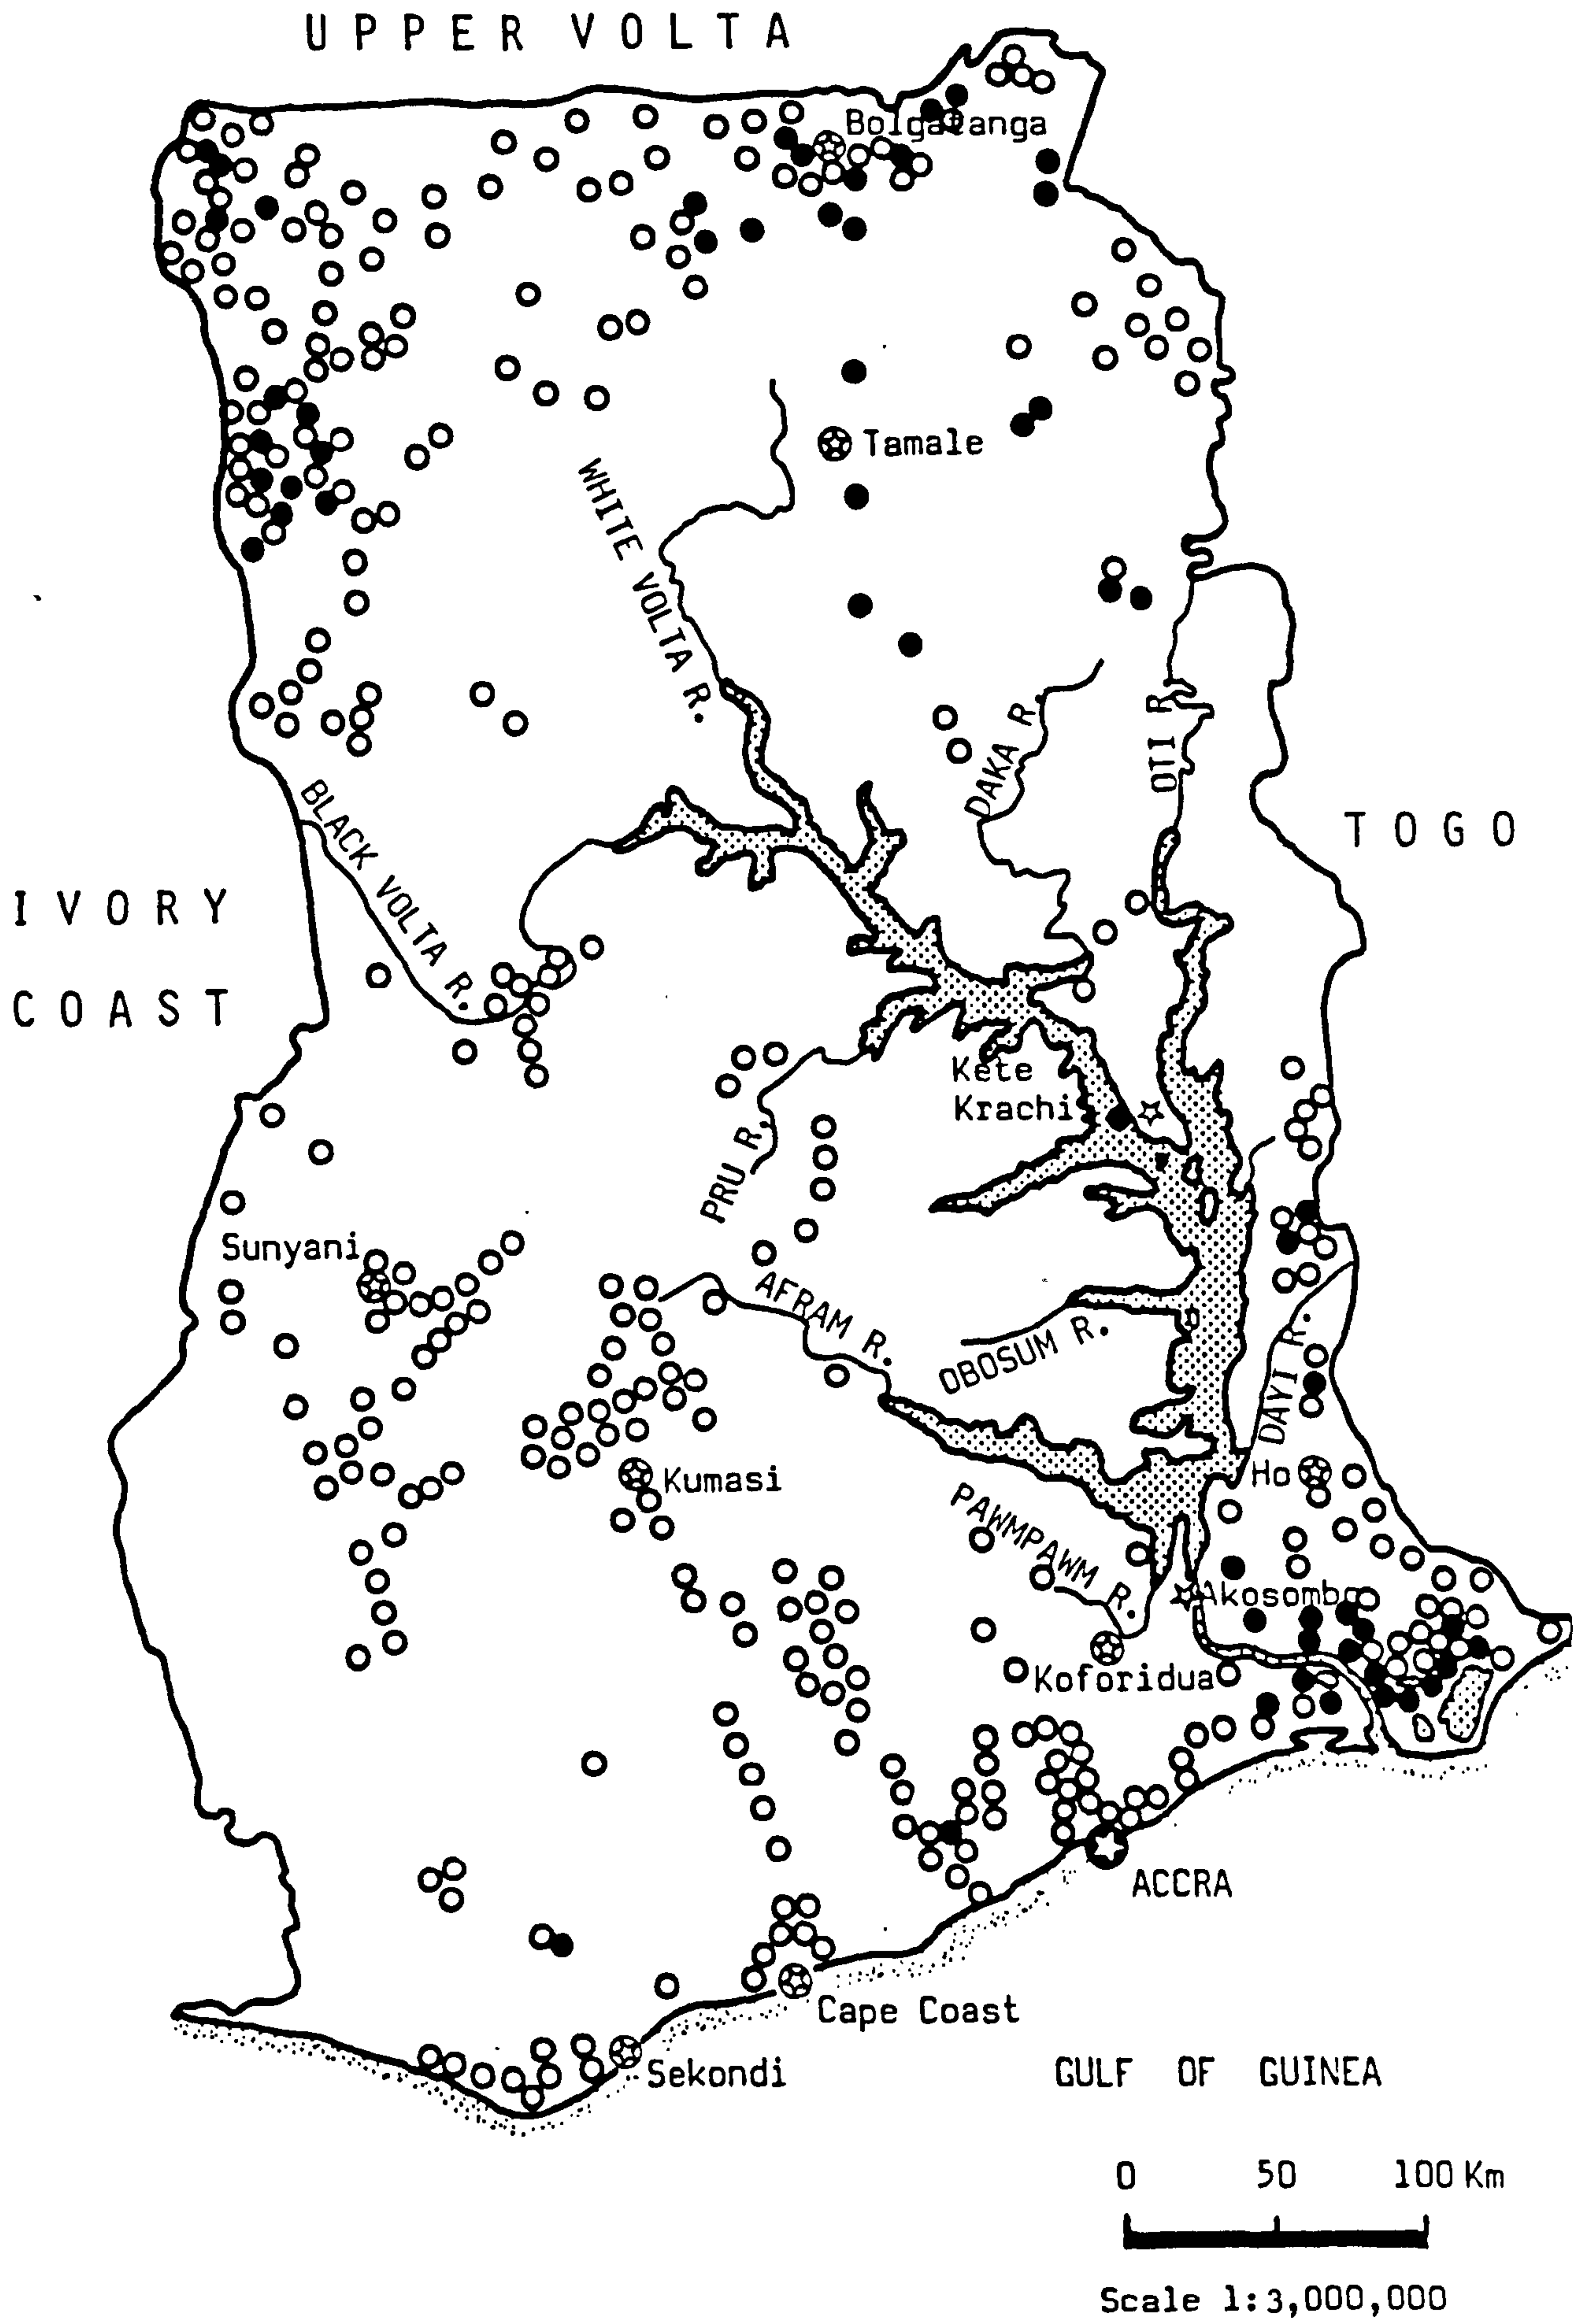 UPPER VOLTA
Bolgatanga
Tamale
WHITE VOLTA R.
DAKA R.
OTI R
TOGO
BLACK VOLTA R.
IVORY
COAST
Kete
Krachi
PRU R.
Sunyani
AFRAM R.
OBOSUM R.
DAYI R.
Kumasi
Ho
PAWMPAWM R.
Akosombo
Koforidua
ACCRA
Cape Coast
Sekondi
GULF OF GUINEA
0 50 100 Km
Scale 1:3,000,000